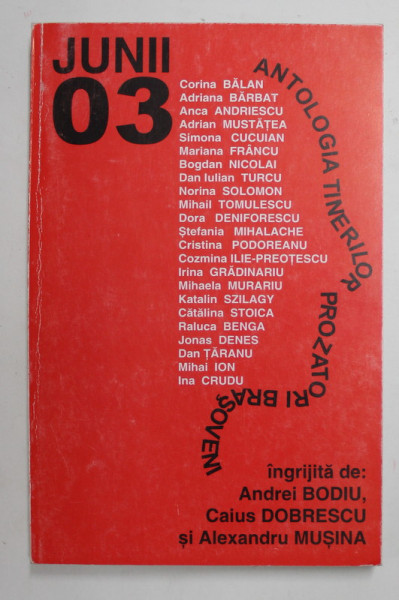 JUNII
03
Corina BĂLAN
Adriana BĂRBAT
Anca ANDRIESCU
Adrian MUSTĂȚEA
Simona CUCUIAN
Mariana FRÂNCU
Bogdan NICOLAI
Dan Iulian TURCU
Norina SOLOMON
Mihail TOMULESCU
Dora DENIFORESCU
Ștefania MIHALACHE
Cristina PODOREANU
Cozmina ILIE-PREOȚESCU
Irina GRĂDINARIU
Mihaela MURARIU
Katalin SZILAGY
Cătălina STOICA
Raluca BENGA
Jonas DENES
Dan ȚĂRANU
Mihai ION
Ina CRUDU
ANTOLOGIA TINERILOR PROZATORI BRAȘOVENI
îngrijită de:
Andrei BODIU,
Caius DOBRESCU
și Alexandru MUȘINA